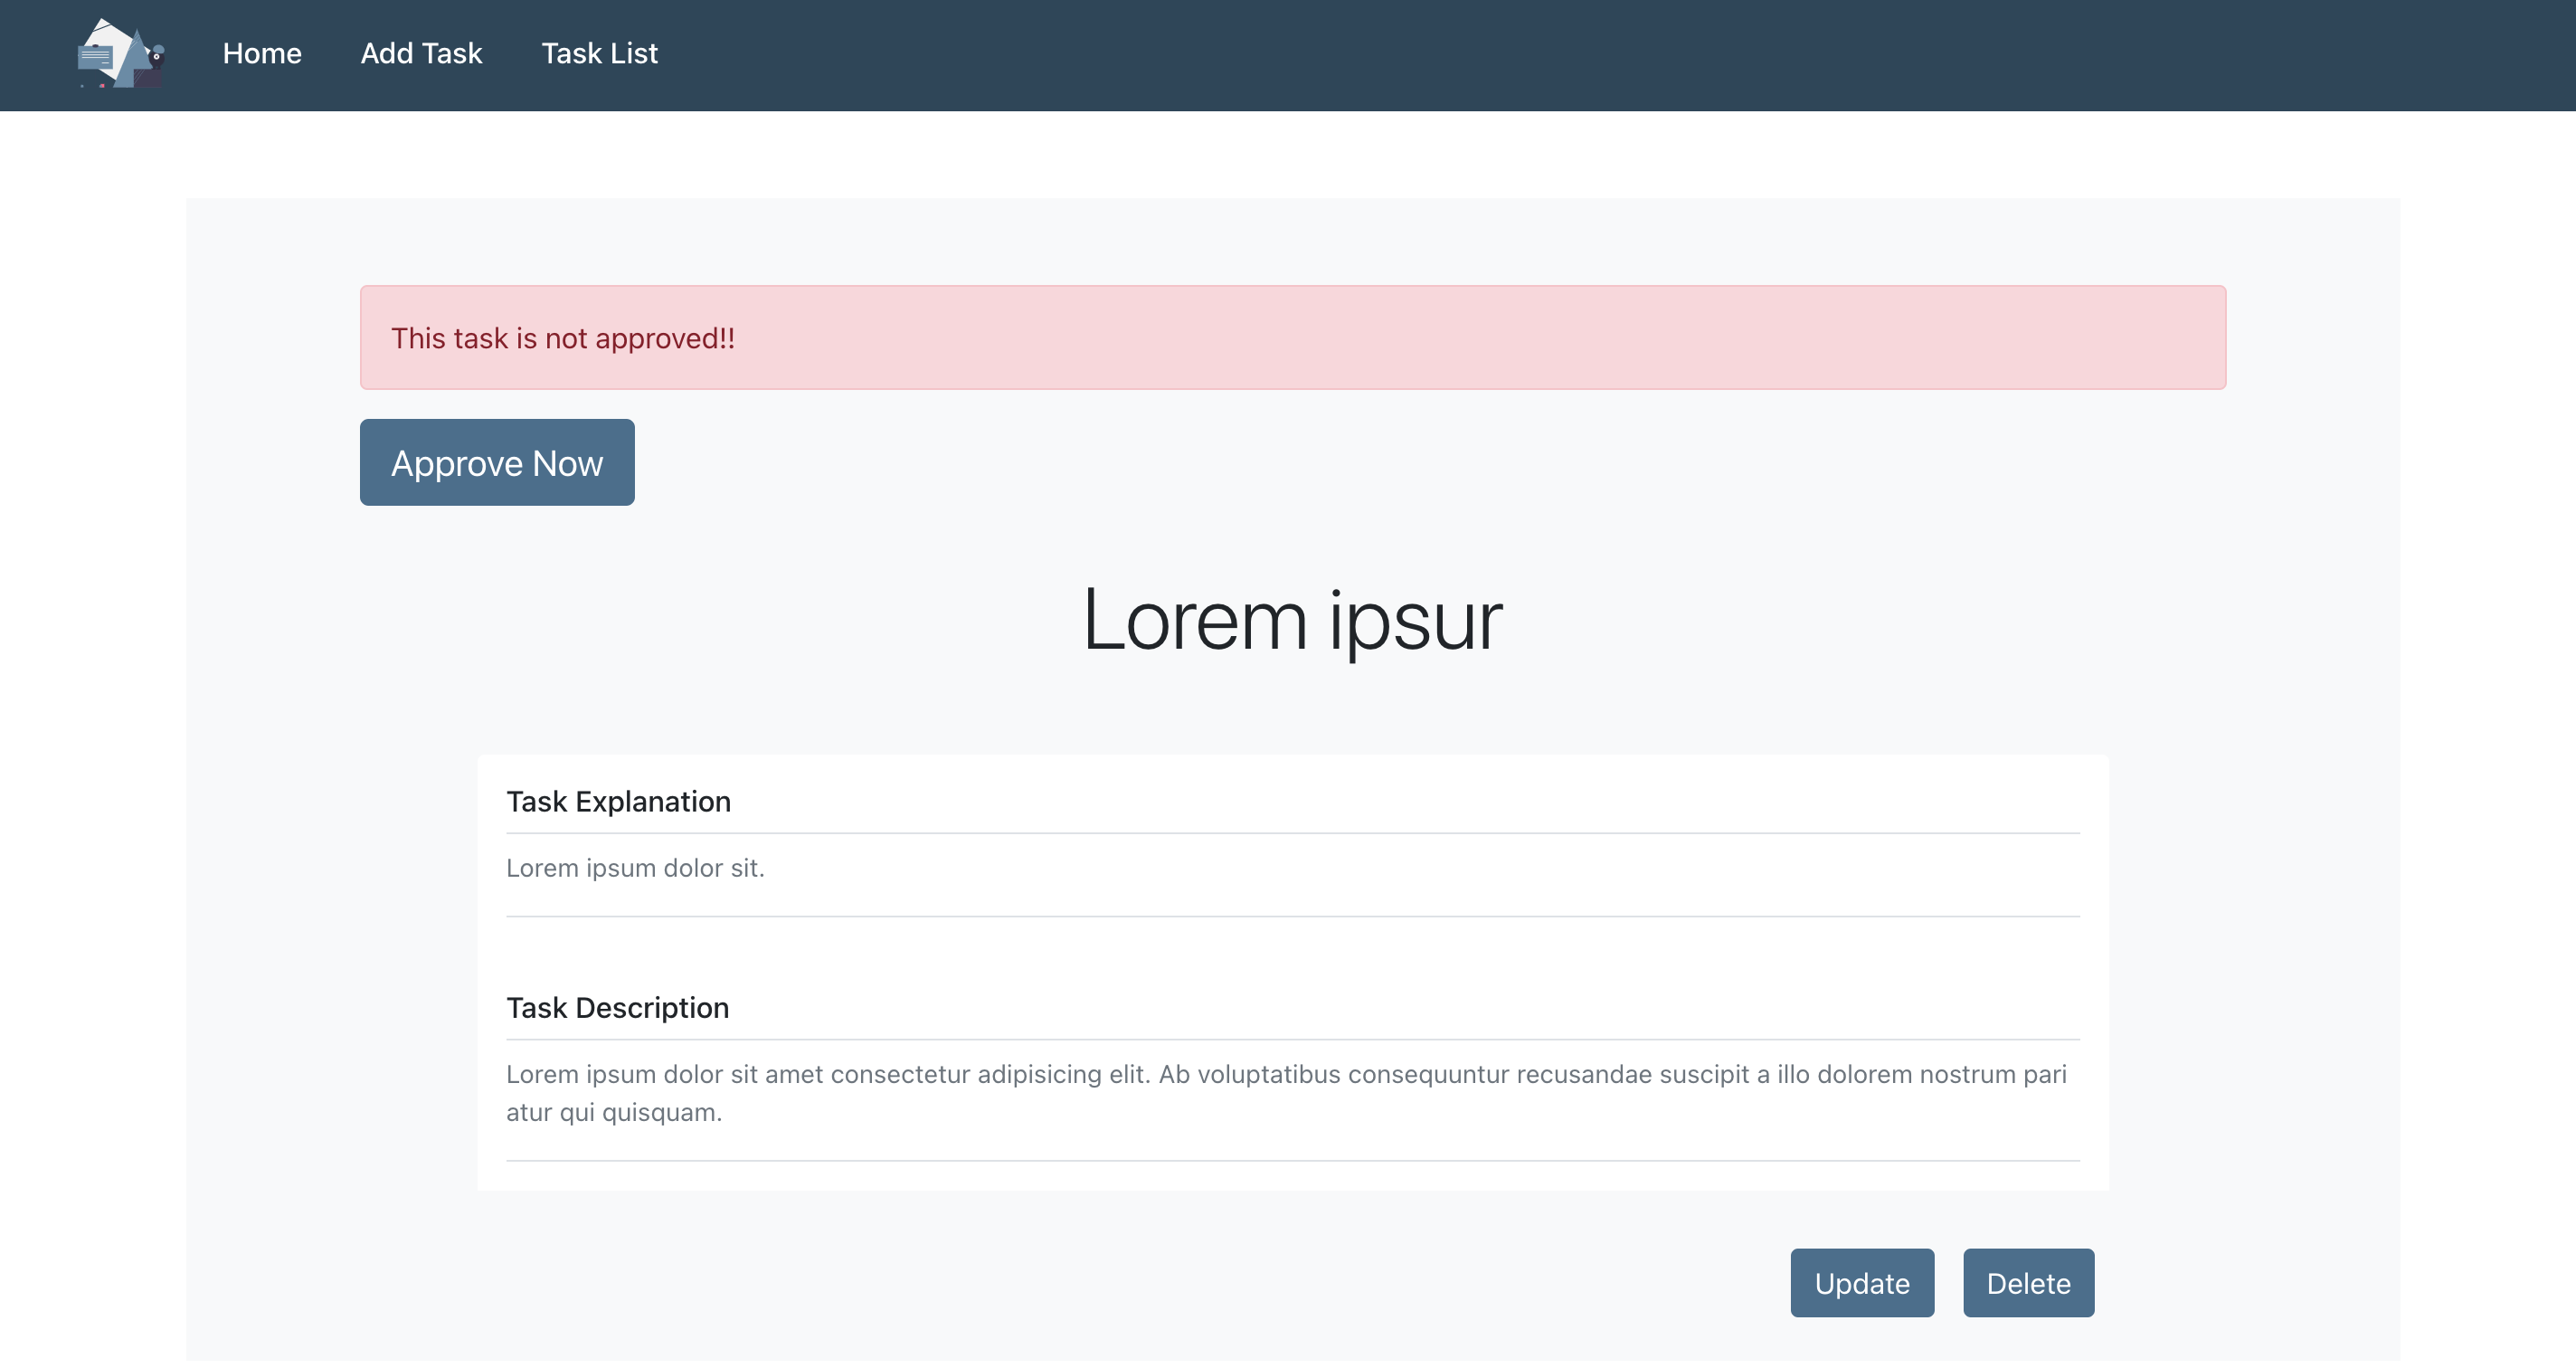 Home Add Task Task List
This task is not approved!!
Approve Now
Lorem ipsur
Task Explanation
Lorem ipsum dolor sit.
Task Description
Lorem ipsum dolor sit amet consectetur adipisicing elit. Ab voluptatibus consequuntur recusandae suscipit a illo dolorem nostrum pari
atur qui quisquam.
Update Delete